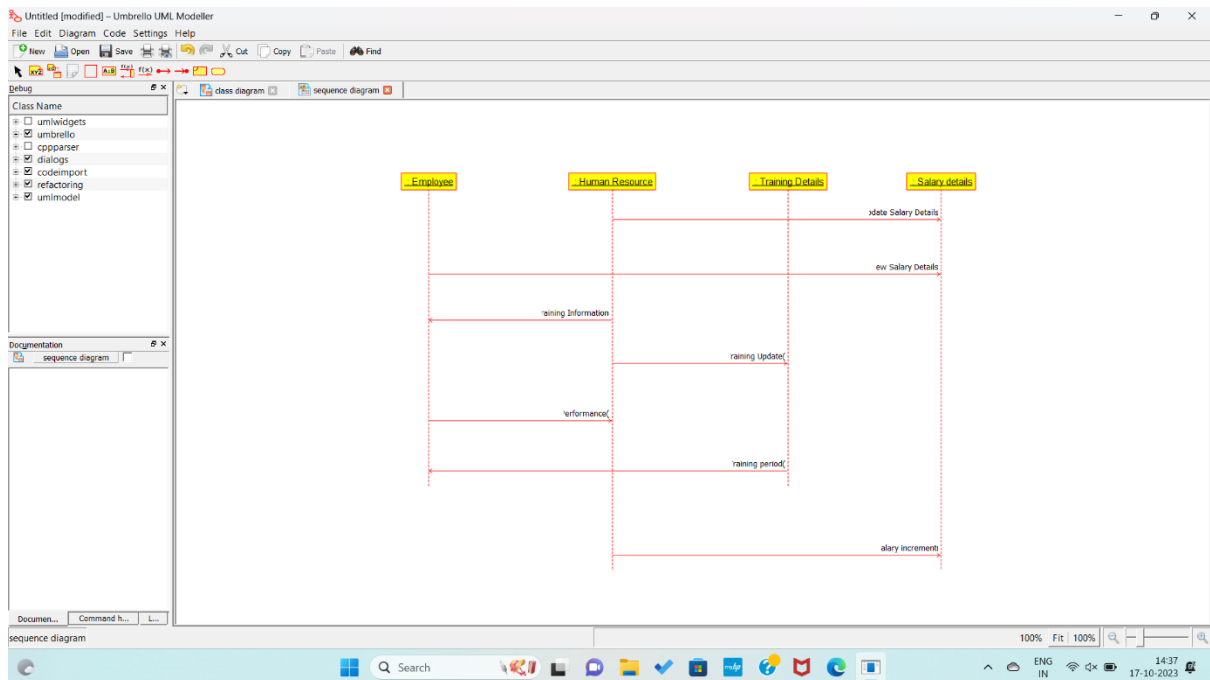 Untitled [modified] – Umbrello UML Modeller
File Edit Diagram Code Settings Help
New Open Save Cut Copy Paste Find
Debug
class diagram
sequence diagram
Class Name
umlwidgets
umbrello
cppparser
dialogs
codeimport
refactoring
umlmodel
Documentation
sequence diagram
: Employee
: Human Resource
: Training Details
: Salary details
date Salary Details
ew Salary Details
raining Information
raining Update(
erformance(
raining period(
alary increment(
Documen... Command h... L...
sequence diagram
100% Fit 100%
Search
ENG
IN
14:37
17-10-2023